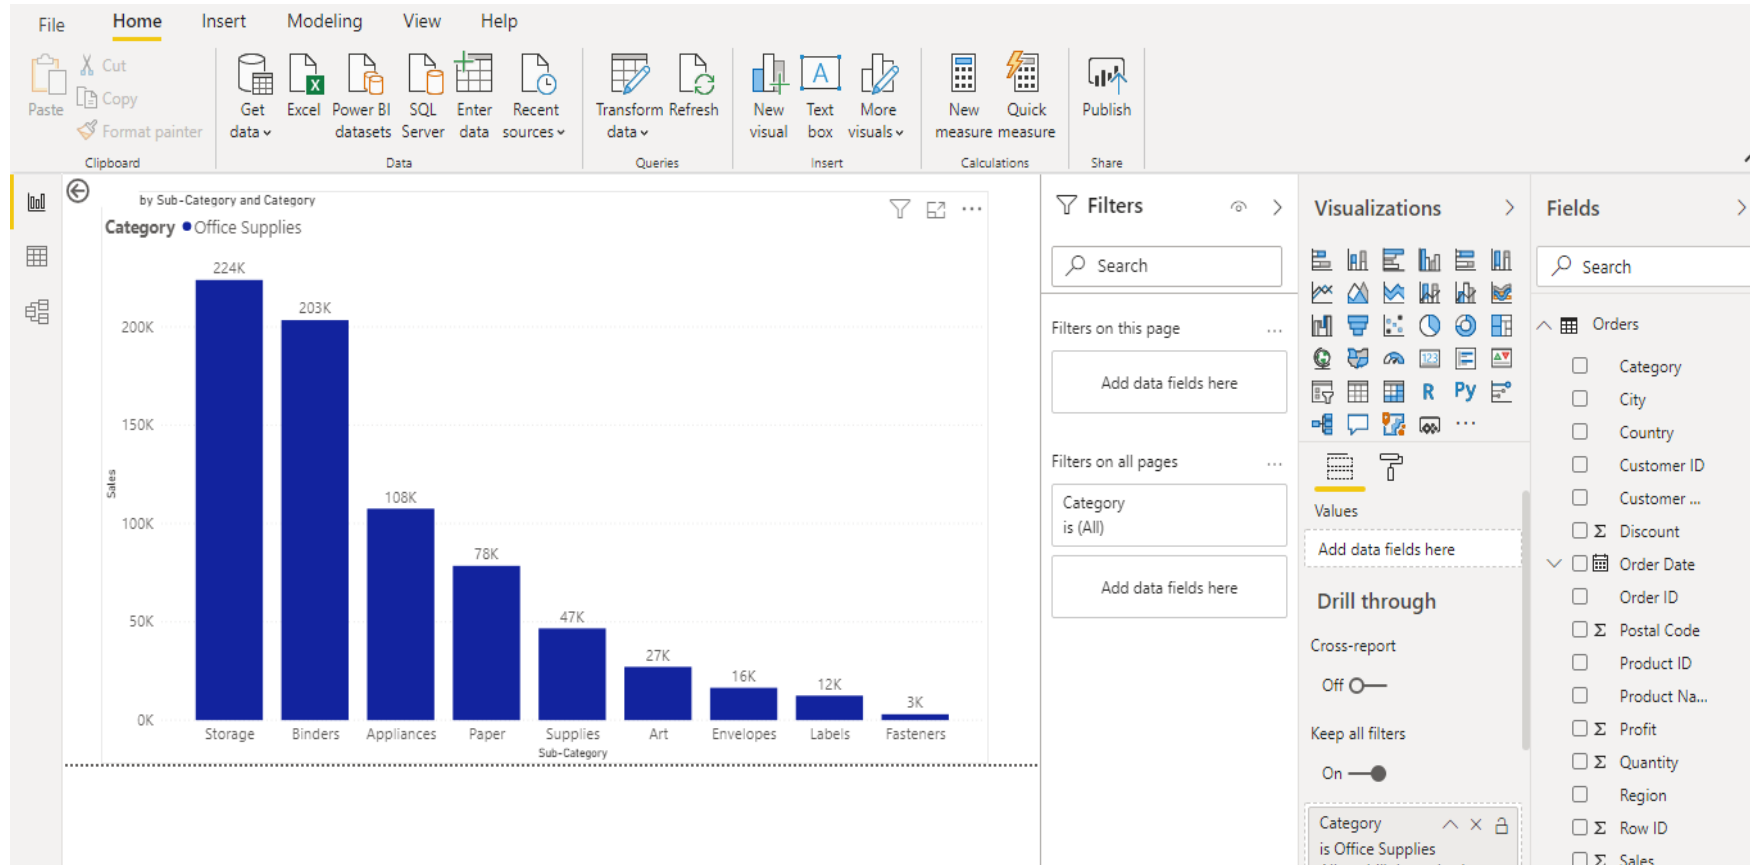 File Home Insert Modeling View Help
Paste
Cut
Copy
Format painter
Clipboard
Get data
Excel
Power BI datasets
SQL Server
Enter data
Recent sources
Data
Transform data
Refresh
Queries
New visual
Text box
More visuals
Insert
New measure
Quick measure
Calculations
Publish
Share
by Sub-Category and Category
Category Office Supplies
224K
203K
108K
78K
47K
27K
16K
12K
3K
200K
150K
100K
50K
0K
Sales
Storage Binders Appliances Paper Supplies Art Envelopes Labels Fasteners
Sub-Category
Filters
Search
Filters on this page ...
Add data fields here
Filters on all pages ...
Category
is (All)
Add data fields here
Visualizations
123
R Py
...
Values
Add data fields here
Drill through
Cross-report
Off
Keep all filters
On
Category
is Office Supplies
Fields
Search
Orders
Category
City
Country
Customer ID
Customer ...
Σ Discount
Order Date
Order ID
Σ Postal Code
Product ID
Product Na...
Σ Profit
Σ Quantity
Region
Σ Row ID
Σ Sales